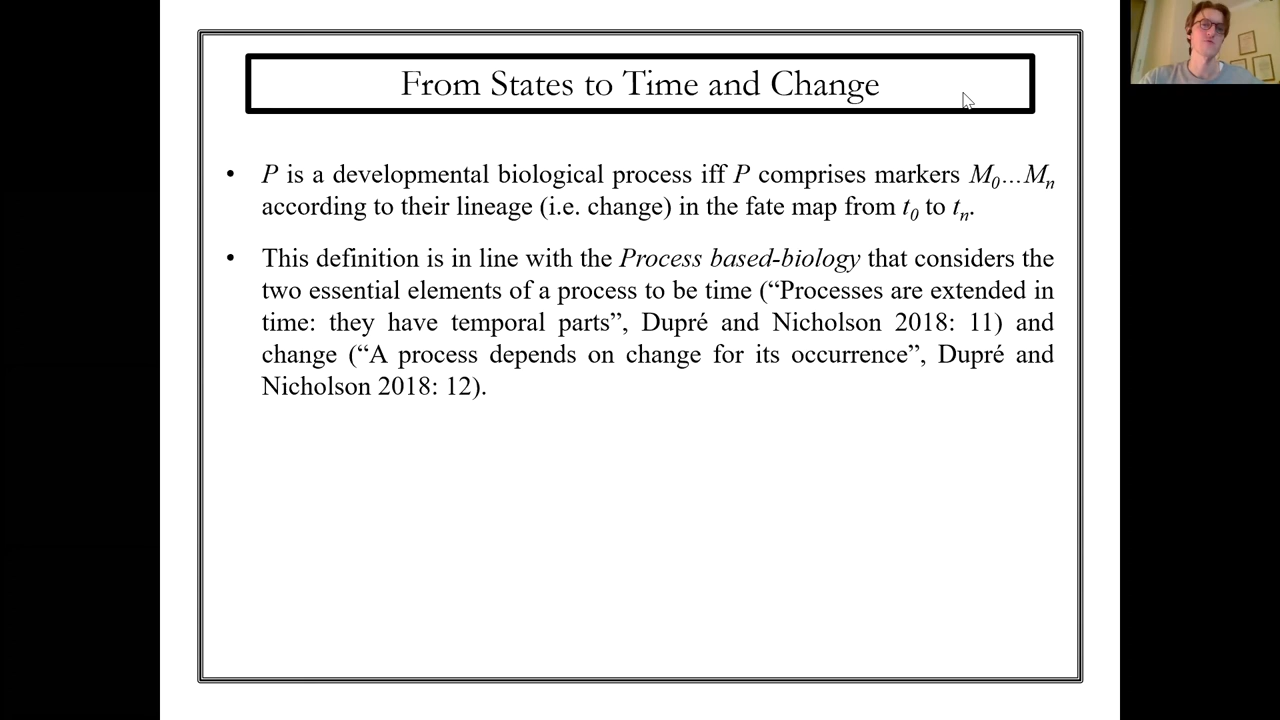 From States to Time and Change
• P is a developmental biological process iff P comprises markers M0...Mn
according to their lineage (i.e. change) in the fate map from t0 to tn.
• This definition is in line with the Process based-biology that considers the
two essential elements of a process to be time (“Processes are extended in
time: they have temporal parts”, Dupré and Nicholson 2018: 11) and
change (“A process depends on change for its occurrence”, Dupré and
Nicholson 2018: 12).